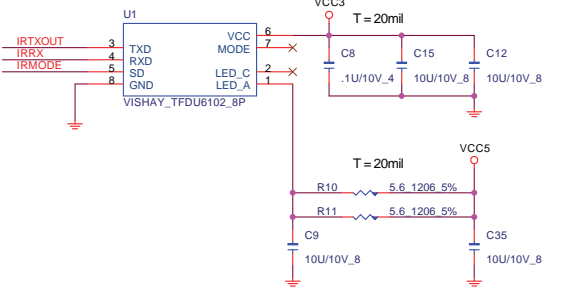 VCC3
U1
T = 20mil
VCC
6
IRTXOUT
3
TXD
MODE
7
IRRX
4
RXD
C8
C15
C12
IRMODE
5
SD
LED_C
2
8
GND
LED_A
1
.1U/10V_4
10U/10V_8
10U/10V_8
VISHAY_TFDU6102_8P
VCC5
T = 20mil
R10
5.6_1206_5%
R11
5.6_1206_5%
C9
C35
10U/10V_8
10U/10V_8